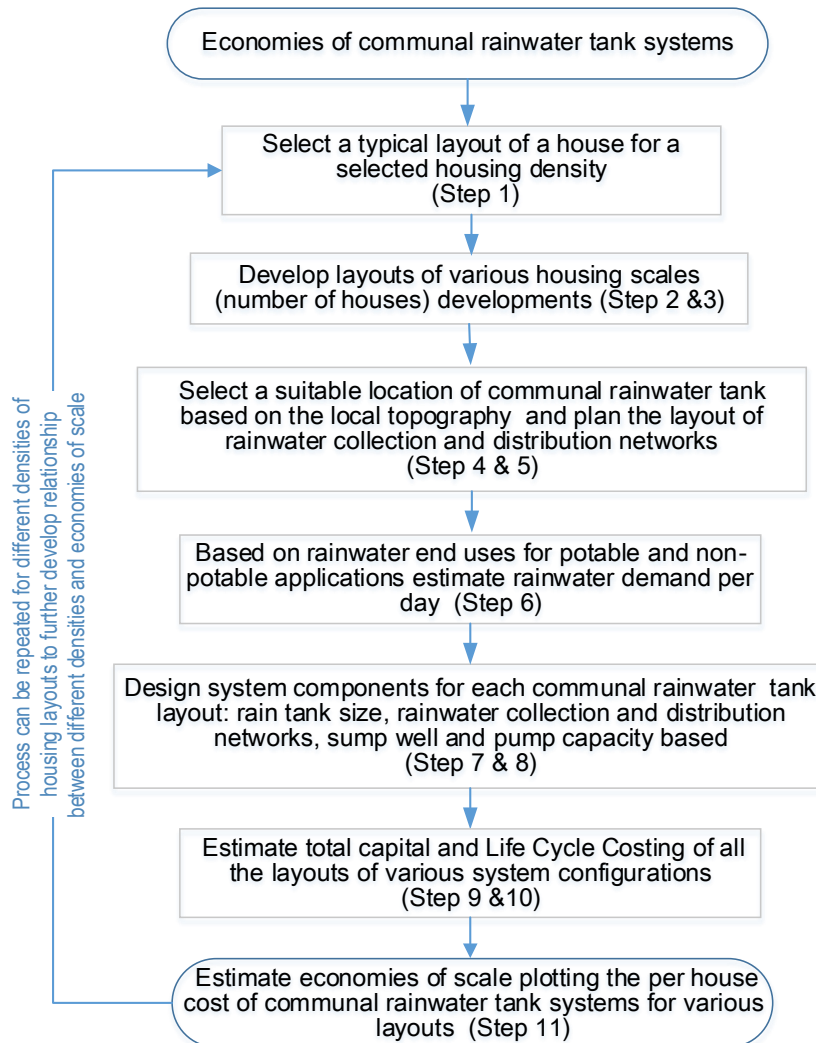 Economies of communal rainwater tank systems
Select a typical layout of a house for a
selected housing density
(Step 1)
Develop layouts of various housing scales
(number of houses) developments (Step 2 &3)
Select a suitable location of communal rainwater tank
based on the local topography and plan the layout of
rainwater collection and distribution networks
(Step 4 & 5)
Based on rainwater end uses for potable and non-
potable applications estimate rainwater demand per
day (Step 6)
Design system components for each communal rainwater tank
layout: rain tank size, rainwater collection and distribution
networks, sump well and pump capacity based
(Step 7 & 8)
Estimate total capital and Life Cycle Costing of all
the layouts of various system configurations
(Step 9 &10)
Estimate economies of scale plotting the per house
cost of communal rainwater tank systems for various
layouts (Step 11)
Process can be repeated for different densities of
housing layouts to further develop relationship
between different densities and economies of scale